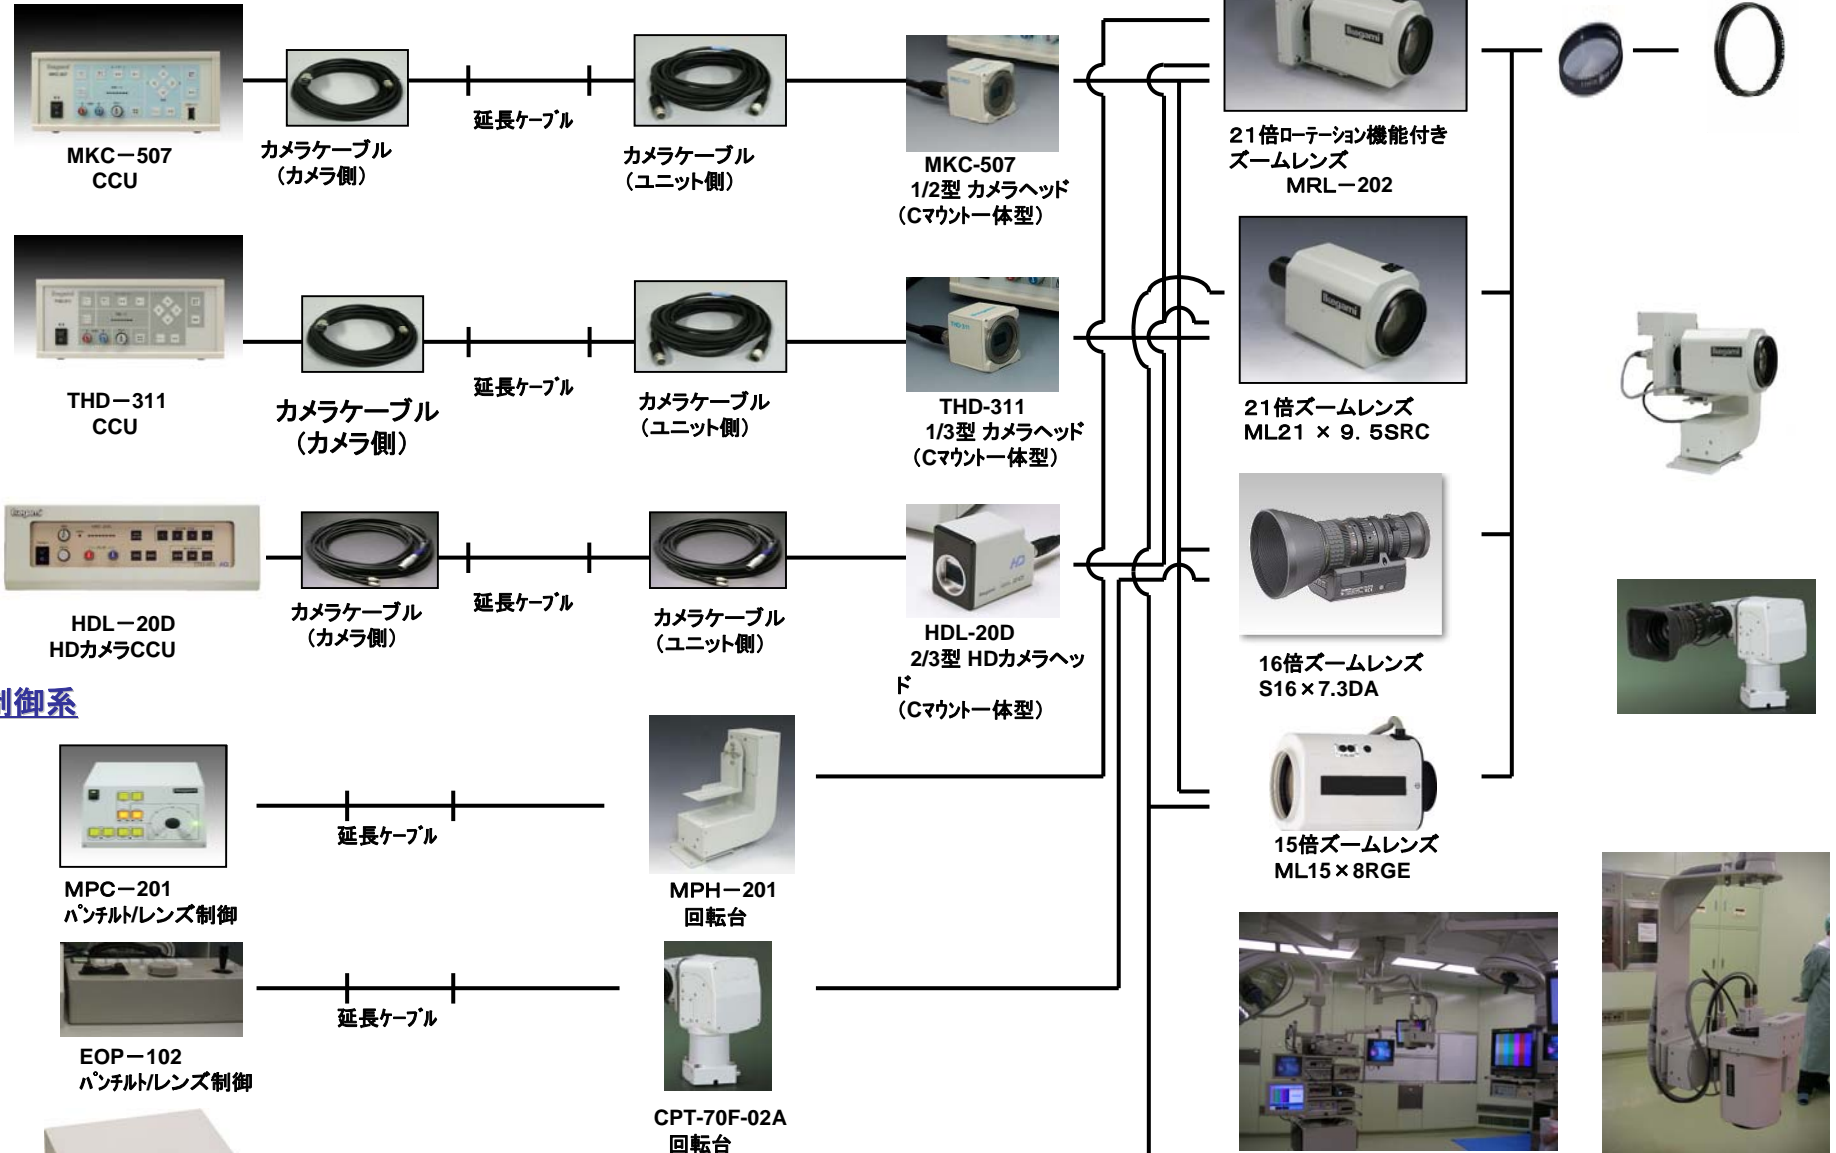 MKC－507
CCU
カメラケーブル
（カメラ側）
延長ケーブル
カメラケーブル
（ユニット側）
MKC-507
1/2型 カメラヘッド
（Cマウント一体型）
Ikegami
21倍ローテーション機能付き
ズームレンズ
MRL－202
THD－311
CCU
カメラケーブル
（カメラ側）
延長ケーブル
カメラケーブル
（ユニット側）
THD-311
1/3型 カメラヘッド
（Cマウント一体型）
Ikegami
21倍ズームレンズ
ML21 × 9. 5SRC
Ikegami
HDL－20D
HDカメラCCU
カメラケーブル
（カメラ側）
延長ケーブル
カメラケーブル
（ユニット側）
HD
HDL-20D
2/3型 HDカメラヘッ
ド
（Cマウント一体型）
16倍ズームレンズ
S16×7.3DA
制御系
MPC－201
パンチルト/レンズ制御
延長ケーブル
MPH－201
回転台
15倍ズームレンズ
ML15×8RGE
EOP－102
パンチルト/レンズ制御
延長ケーブル
CPT-70F-02A
回転台